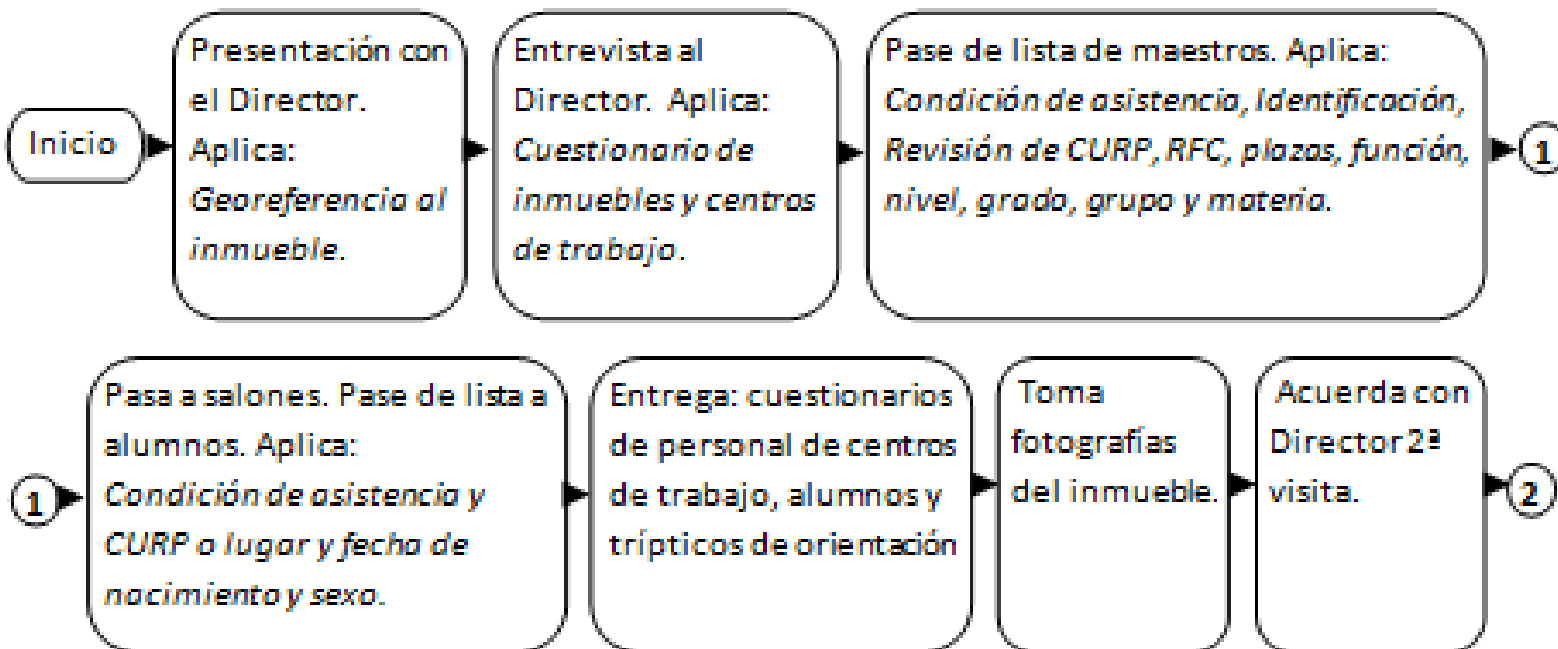 Inicio
Presentación con
el Director.
Aplica:
Georeferencia al
inmueble.
Entrevista al
Director. Aplica:
Cuestionario de
inmuebles y centros
de trabajo.
Pase de lista de maestros. Aplica:
Condición de asistencia, Identificación,
Revisión de CURP, RFC, plazas, función,
nivel, grado, grupo y materia.
1
1
Pasa a salones. Pase de lista a
alumnos. Aplica:
Condición de asistencia y
CURP o lugar y fecha de
nacimiento y sexo.
Entrega: cuestionarios
de personal de centros
de trabajo, alumnos y
trípticos de orientación
Toma
fotografías
del inmueble.
Acuerda con
Director 2ª
visita.
2